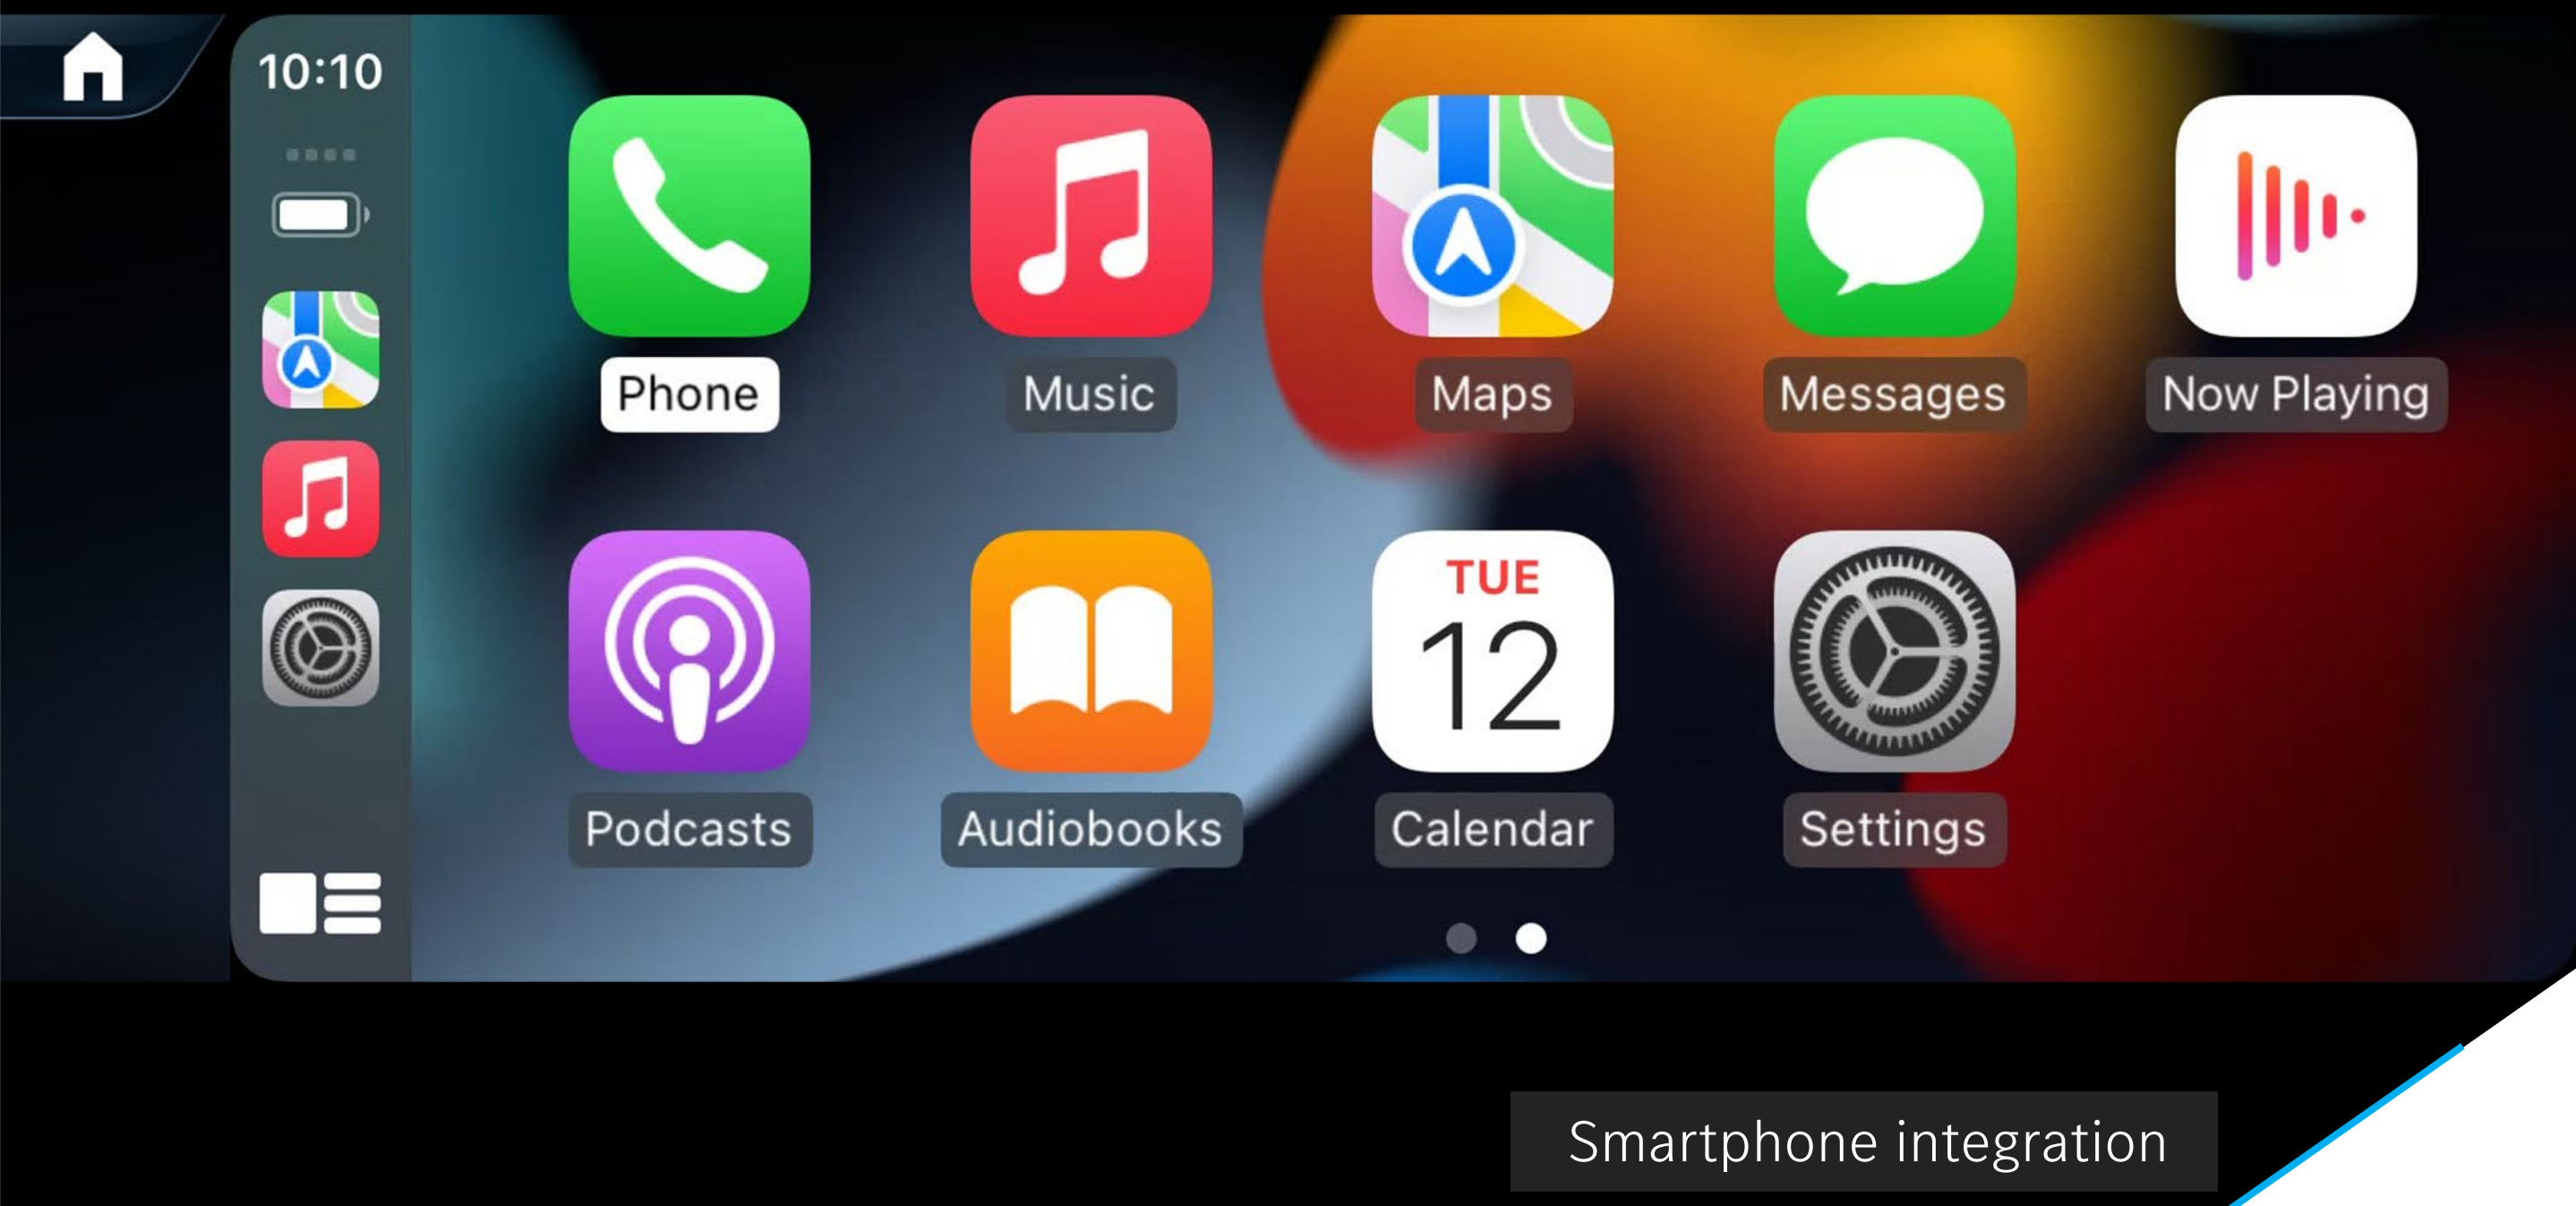 10:10
Phone
Music
Maps
Messages
Now Playing
TUE
12
Podcasts
Audiobooks
Calendar
Settings
Smartphone integration